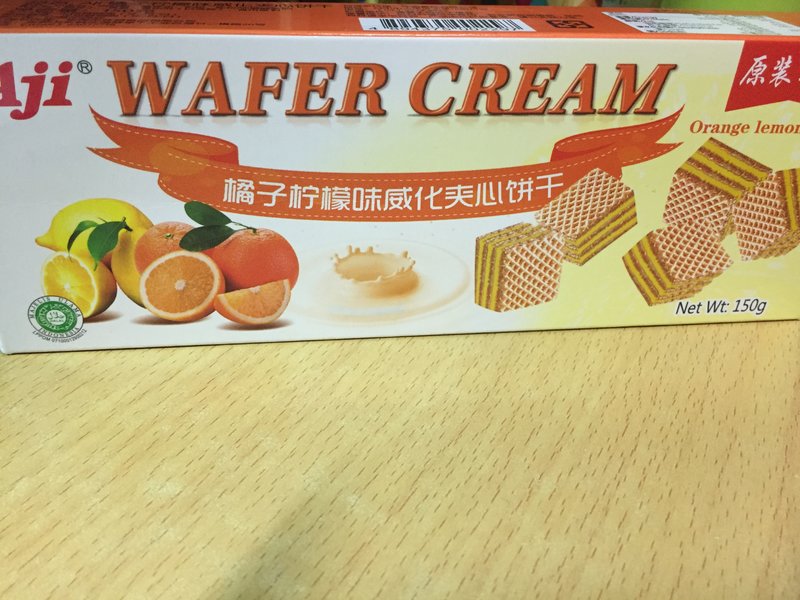 Aji®
WAFER CREAM
原装
Orange lemon
橘子柠檬味威化夹心饼干
Net Wt: 150g